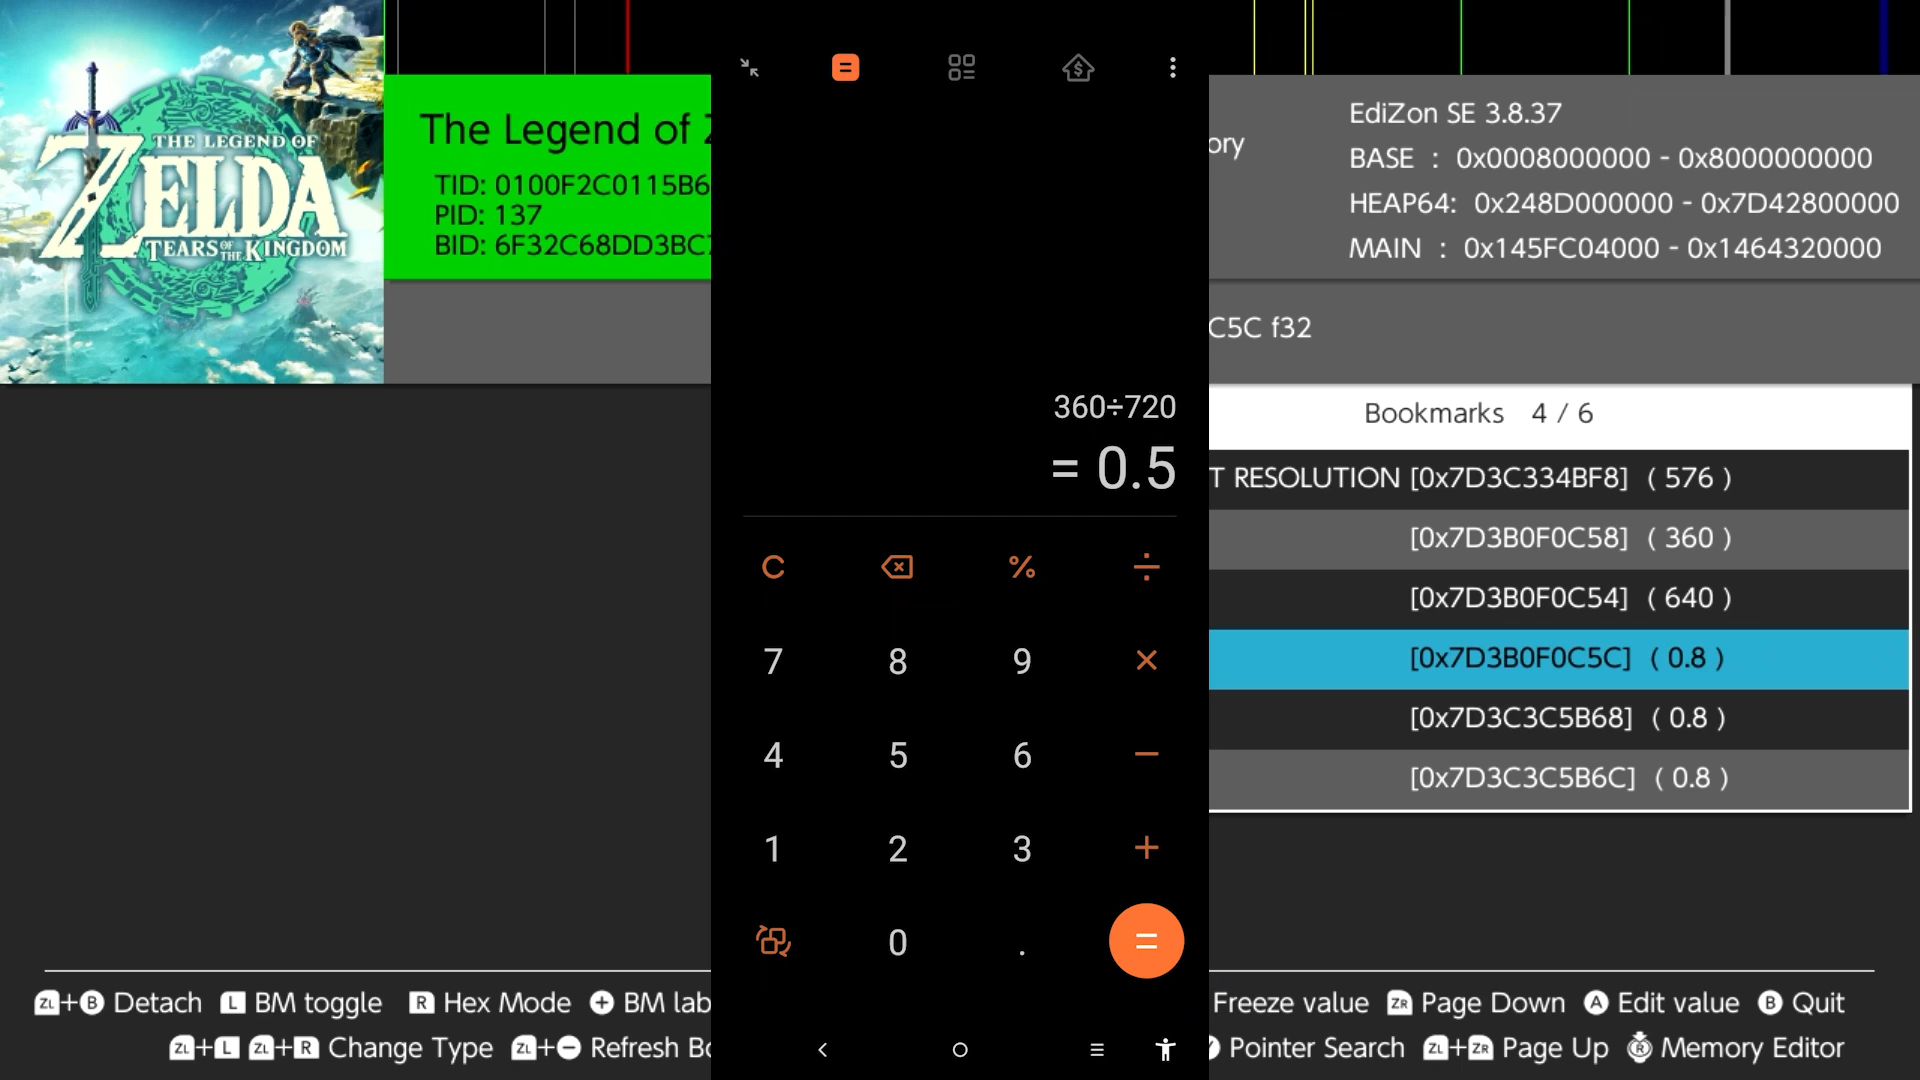 THE LEGEND OF
ZELDA
TEARS OF THE KINGDOM
The Legend of
TID: 0100F2C0115B6
PID: 137
BID: 6F32C68DD3BC7
ory
EdiZon SE 3.8.37
BASE : 0x0008000000 - 0x8000000000
HEAP64: 0x248D000000 - 0x7D42800000
MAIN : 0x145FC04000 - 0x1464320000
C5C f32
360÷720
= 0.5
C % ÷
7 8 9 ×
4 5 6 −
1 2 3 +
0 . =
Bookmarks 4 / 6
T RESOLUTION [0x7D3C334BF8] ( 576 )
[0x7D3B0F0C58] ( 360 )
[0x7D3B0F0C54] ( 640 )
[0x7D3B0F0C5C] ( 0.8 )
[0x7D3C3C5B68] ( 0.8 )
[0x7D3C3C5B6C] ( 0.8 )
ZL+B Detach L BM toggle R Hex Mode + BM lab
Freeze value ZR Page Down A Edit value B Quit
ZL+L ZL+R Change Type ZL+− Refresh Bo
Pointer Search ZL+ZR Page Up R Memory Editor